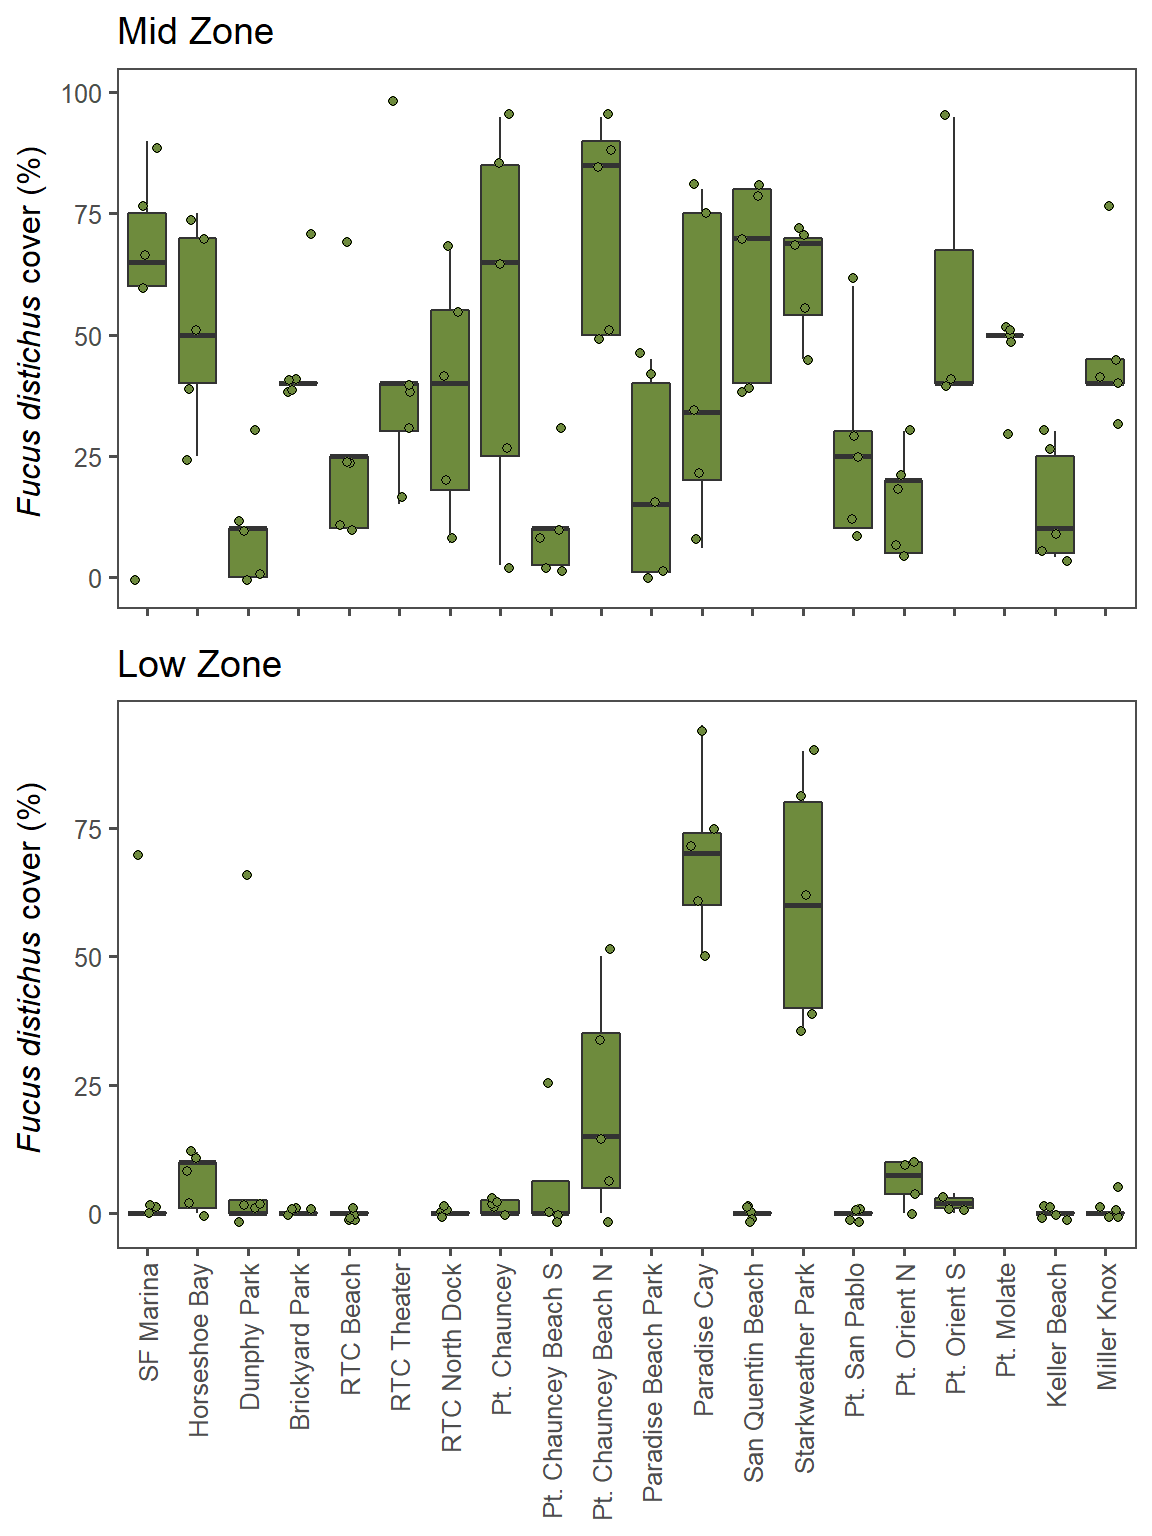 Mid Zone
Fucus distichus cover (%)
100
75
50
25
0
Low Zone
Fucus distichus cover (%)
75
50
25
0
SF Marina
Horseshoe Bay
Dunphy Park
Brickyard Park
RTC Beach
RTC Theater
RTC North Dock
Pt. Chauncey
Pt. Chauncey Beach S
Pt. Chauncey Beach N
Paradise Beach Park
Paradise Cay
San Quentin Beach
Starkweather Park
Pt. San Pablo
Pt. Orient N
Pt. Orient S
Pt. Molate
Keller Beach
Miller Knox